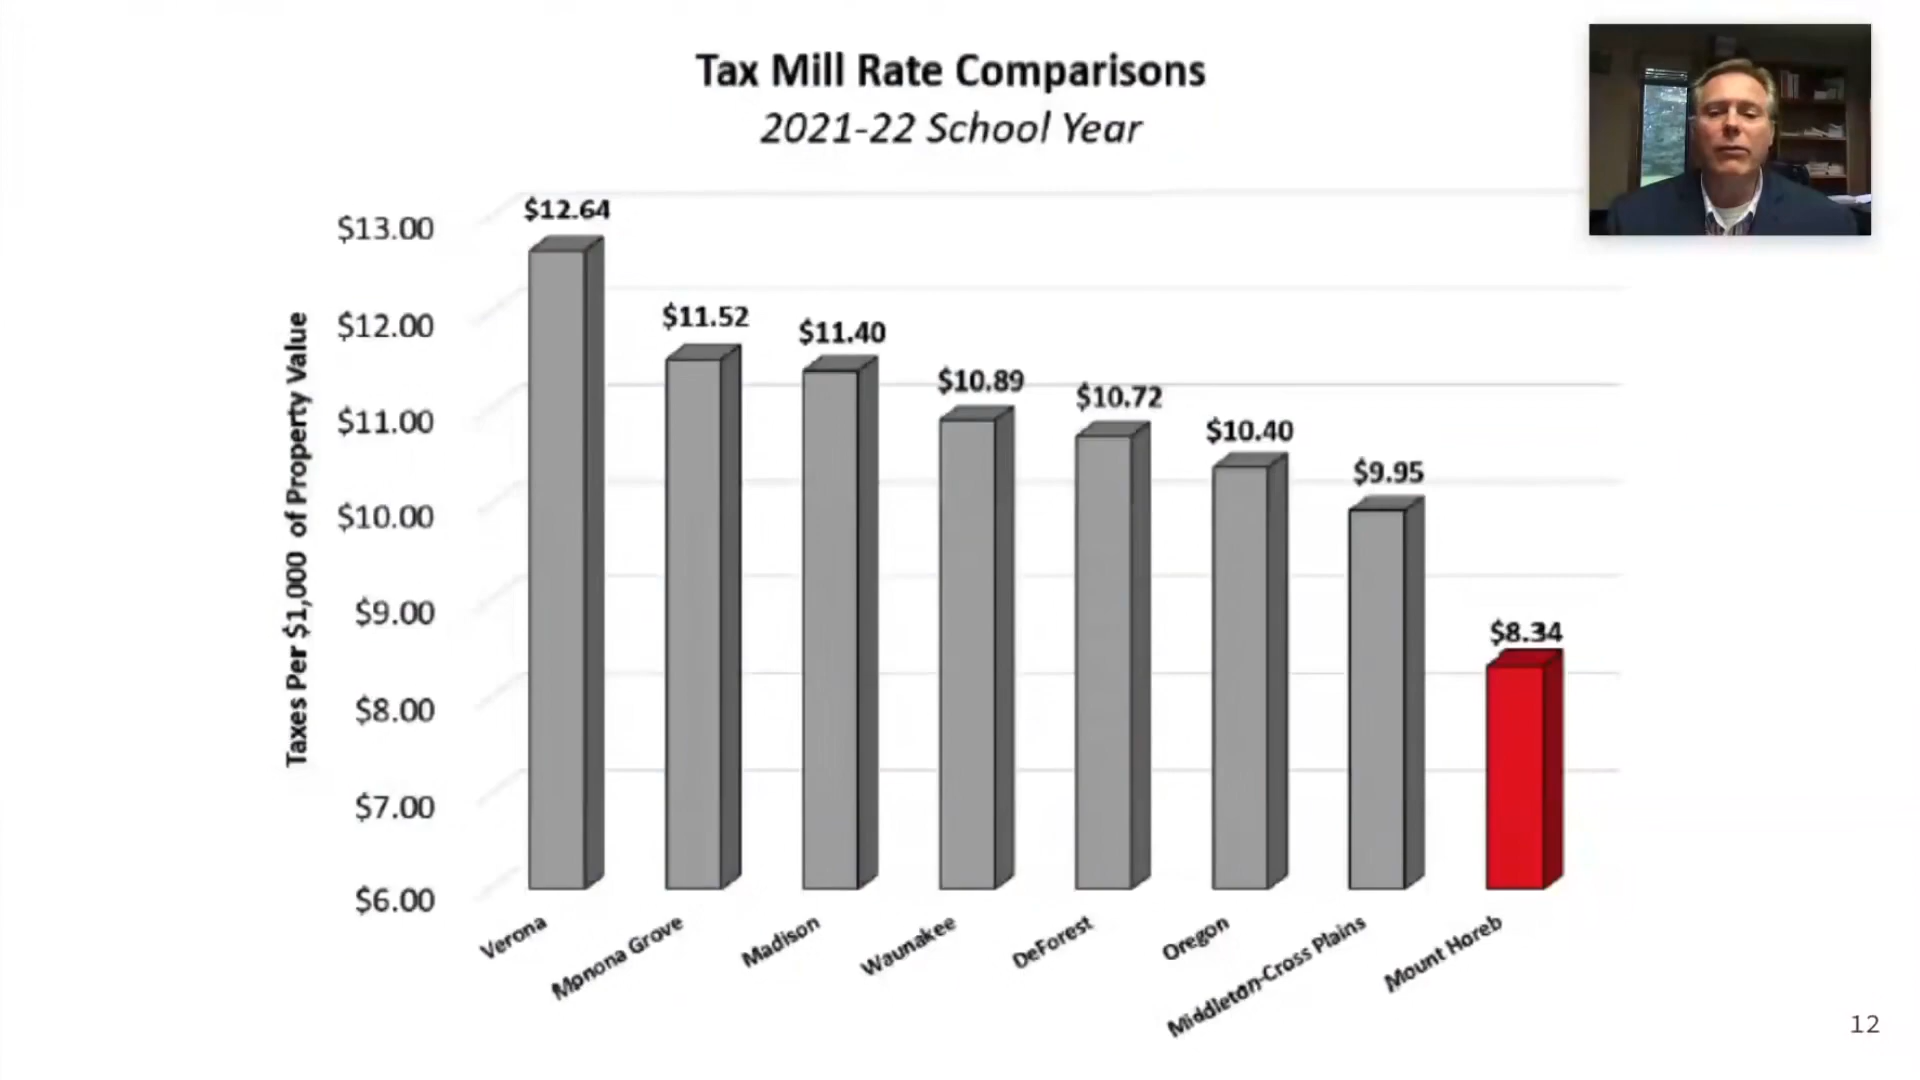 Tax Mill Rate Comparisons
2021-22 School Year
Taxes Per $1,000 of Property Value
$13.00
$12.00
$11.00
$10.00
$9.00
$8.00
$7.00
$6.00
$12.64
$11.52
$11.40
$10.89
$10.72
$10.40
$9.95
$8.34
Verona
Monona Grove
Madison
Waunakee
DeForest
Oregon
Middleton-Cross Plains
Mount Horeb
12